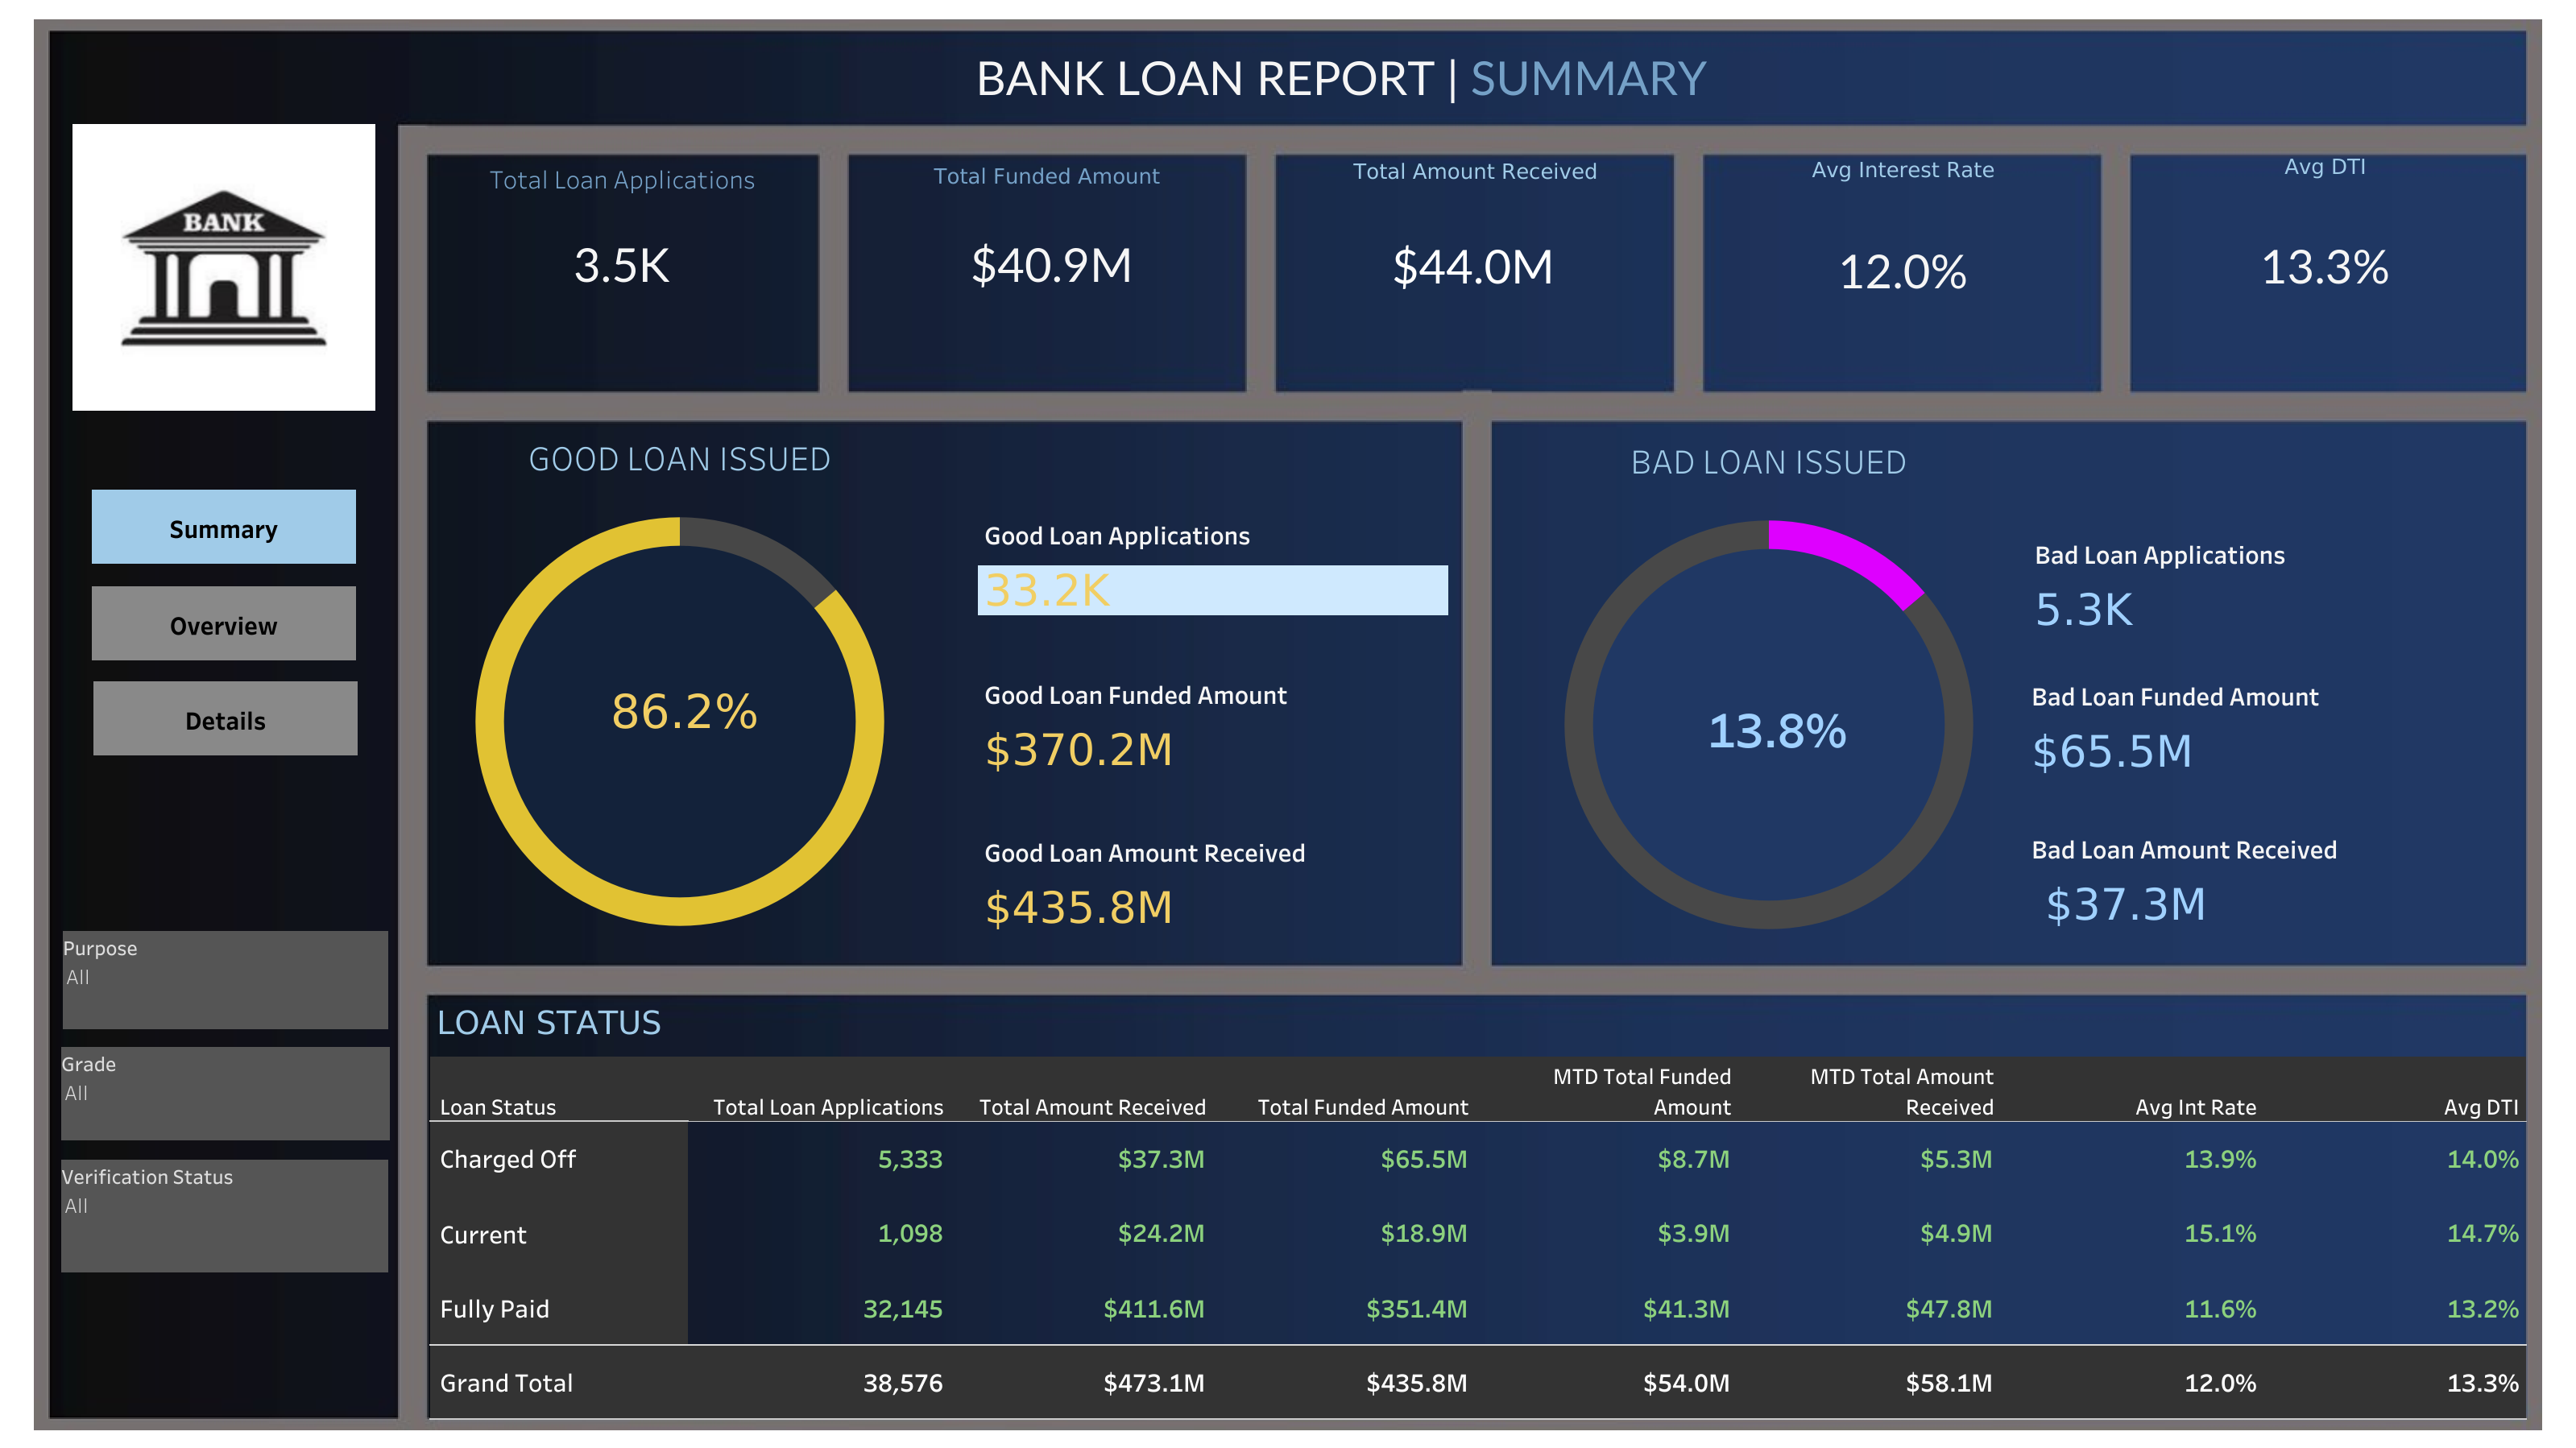 BANK LOAN REPORT | SUMMARY
BANK
Summary
Overview
Details
Purpose
All
Grade
All
Verification Status
All
Total Loan Applications
3.5K
Total Funded Amount
$40.9M
Total Amount Received
$44.0M
Avg Interest Rate
12.0%
Avg DTI
13.3%
GOOD LOAN ISSUED
86.2%
Good Loan Applications
33.2K
Good Loan Funded Amount
$370.2M
Good Loan Amount Received
$435.8M
BAD LOAN ISSUED
13.8%
Bad Loan Applications
5.3K
Bad Loan Funded Amount
$65.5M
Bad Loan Amount Received
$37.3M
LOAN STATUS
Loan Status Total Loan Applications Total Amount Received Total Funded Amount MTD Total Funded Amount MTD Total Amount Received Avg Int Rate Avg DTI
Charged Off 5,333 $37.3M $65.5M $8.7M $5.3M 13.9% 14.0%
Current 1,098 $24.2M $18.9M $3.9M $4.9M 15.1% 14.7%
Fully Paid 32,145 $411.6M $351.4M $41.3M $47.8M 11.6% 13.2%
Grand Total 38,576 $473.1M $435.8M $54.0M $58.1M 12.0% 13.3%